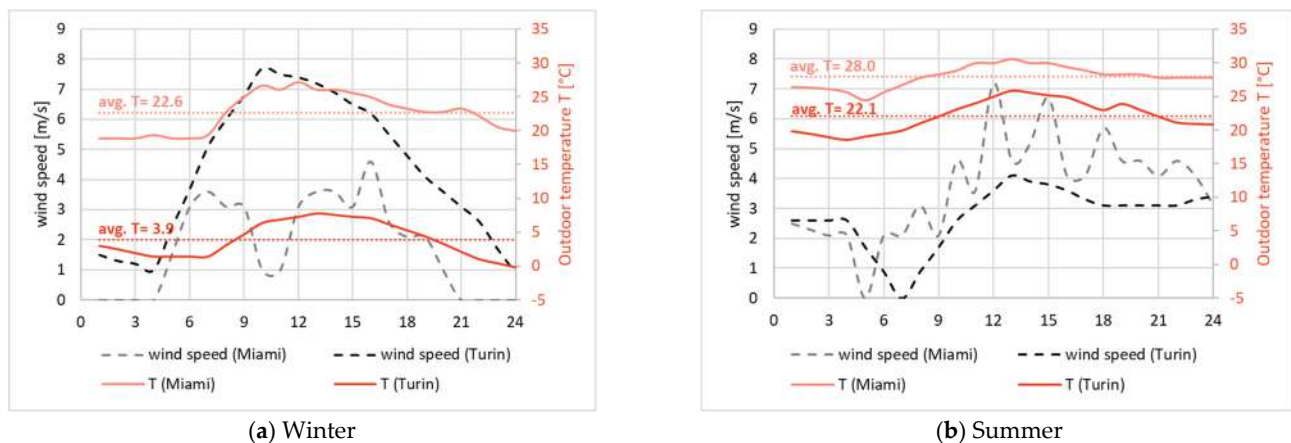 9
8
7
6
5
4
3
2
1
0
wind speed [m/s]
avg. T= 22.6
avg. T= 3.9
35
30
25
20
15
10
5
0
-5
Outdoor temperature T [°C]
0 3 6 9 12 15 18 21 24
wind speed (Miami) wind speed (Turin)
T (Miami) T (Turin)
(a) Winter
9
8
7
6
5
4
3
2
1
0
wind speed [m/s]
avg. T= 28.0
avg. T= 22.1
35
30
25
20
15
10
5
0
-5
Outdoor temperature T [°C]
0 3 6 9 12 15 18 21 24
wind speed (Miami) wind speed (Turin)
T (Miami) T (Turin)
(b) Summer